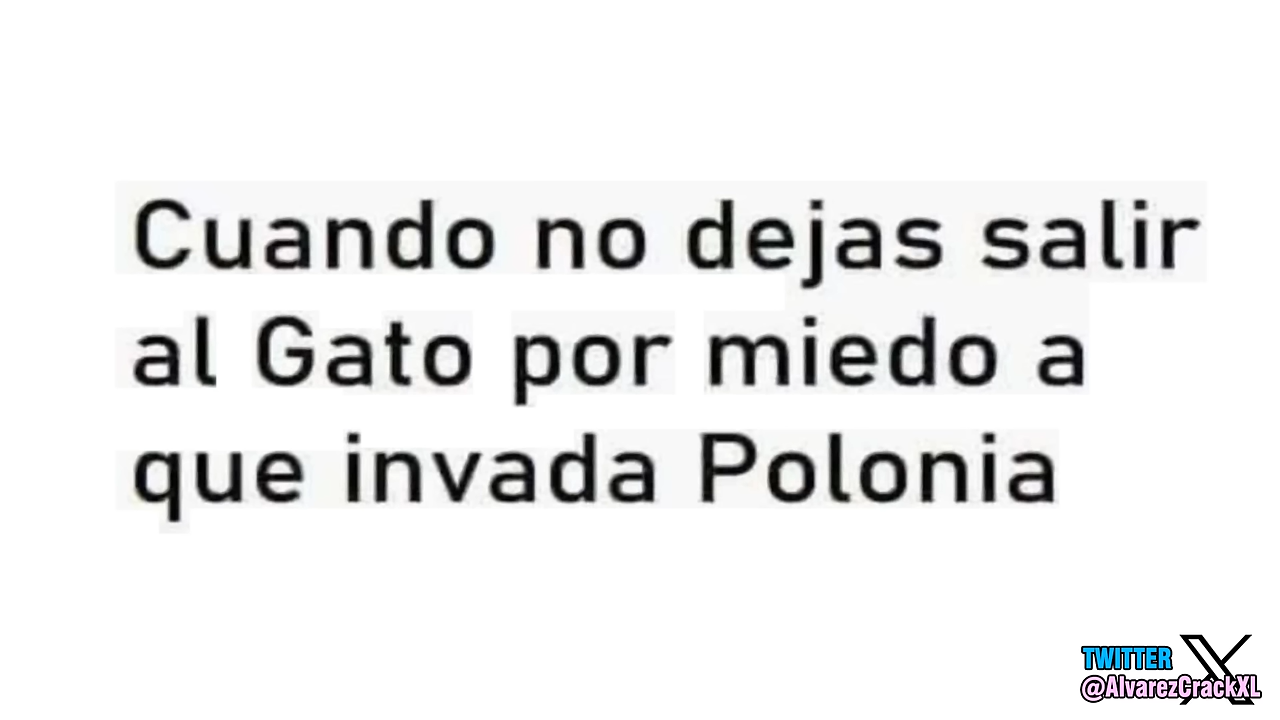 Cuando no dejas salir
al Gato por miedo a
que invada Polonia
TWITTER
@AlvarezCrackXL